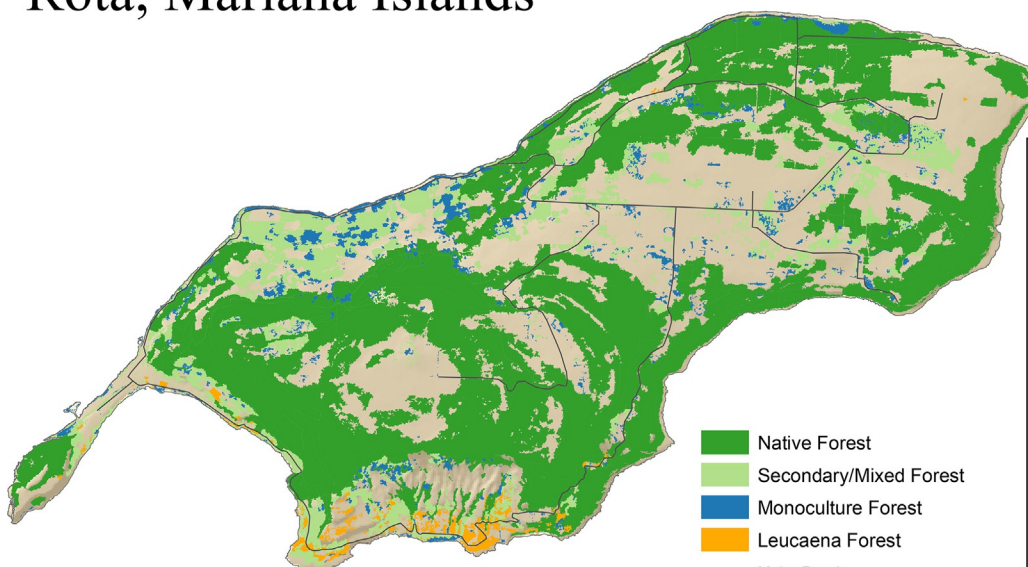 Rota, Mariana Islands
Native Forest
Secondary/Mixed Forest
Monoculture Forest
Leucaena Forest